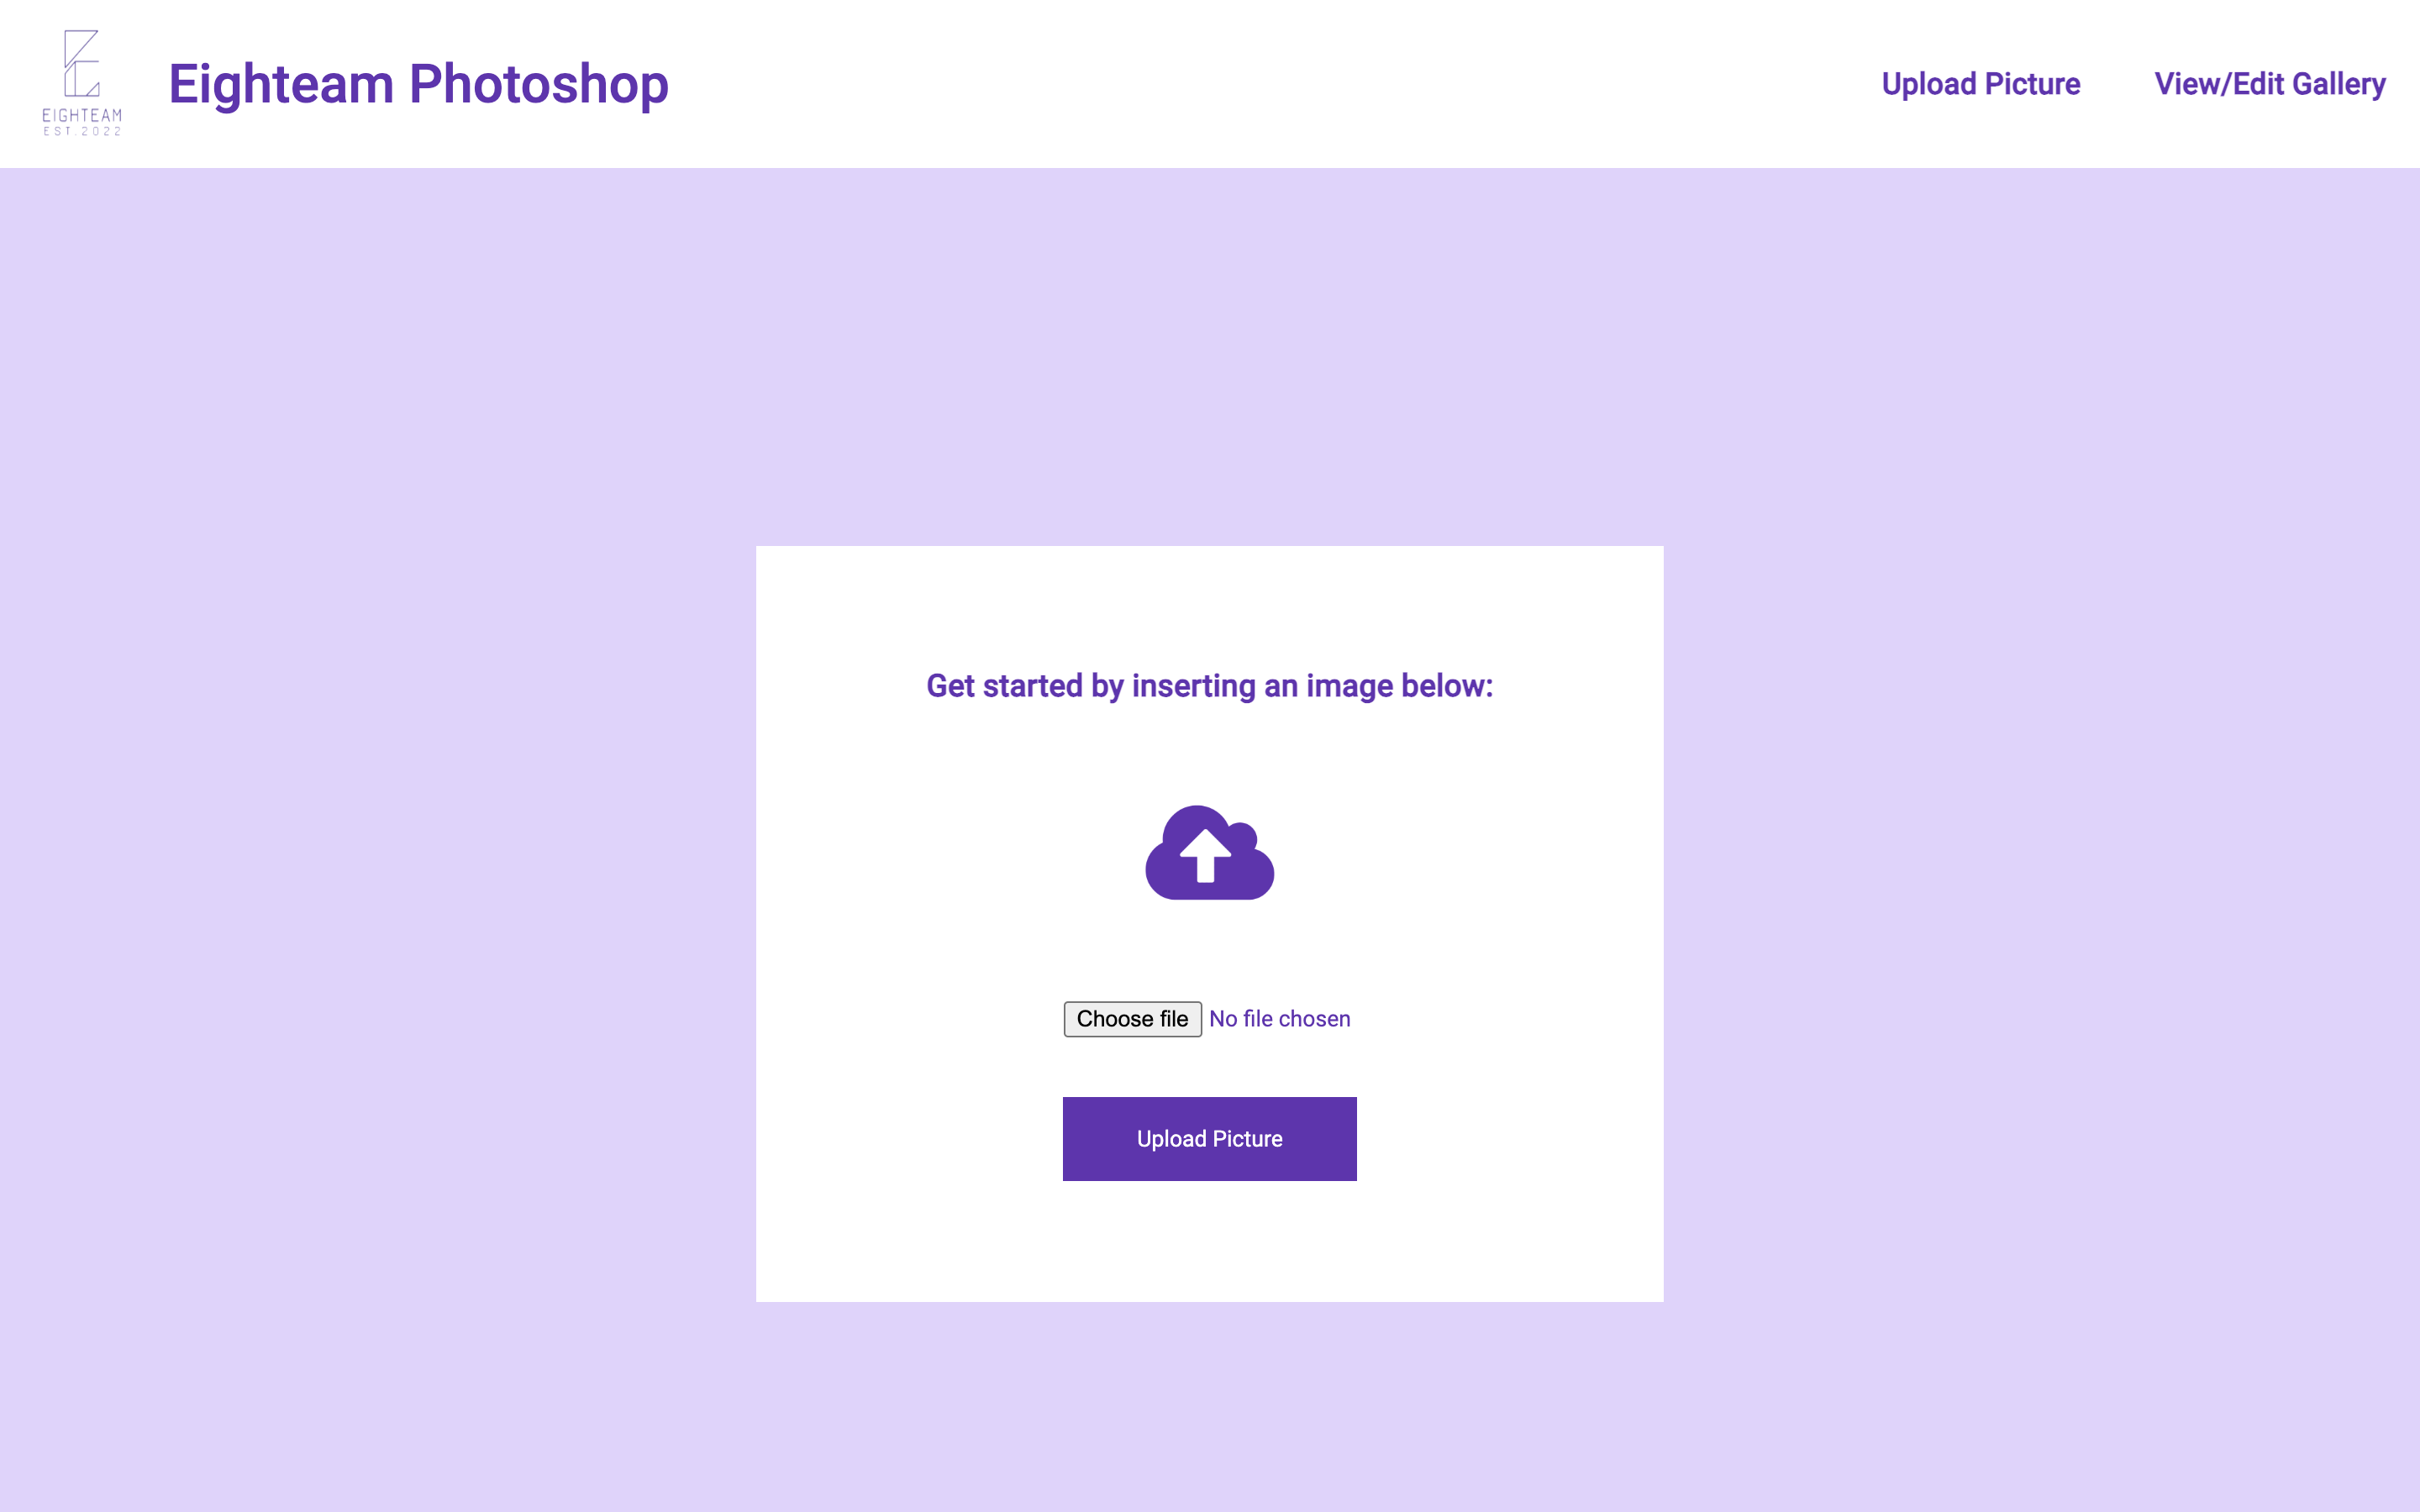 EIGHTEAM
EST.2022
Eighteam Photoshop
Upload Picture
View/Edit Gallery
Get started by inserting an image below:
Choose file No file chosen
Upload Picture